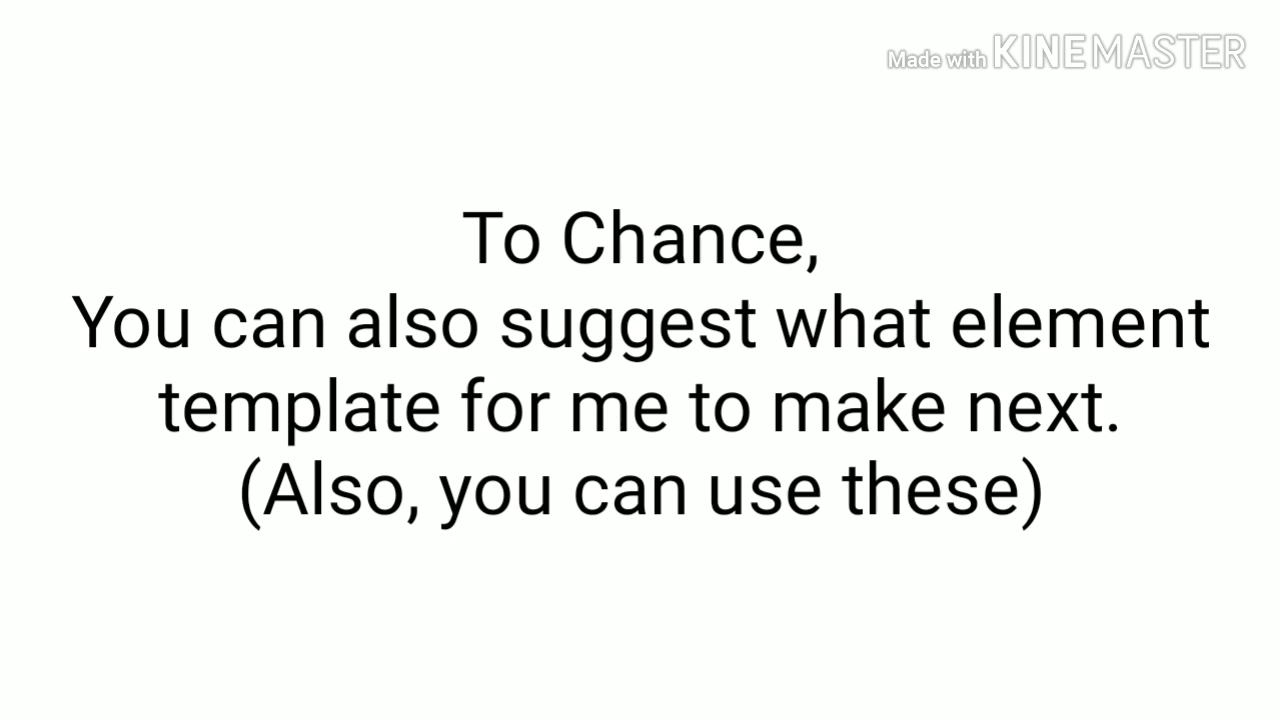 Made with KINEMASTER
To Chance,
You can also suggest what element
template for me to make next.
(Also, you can use these)